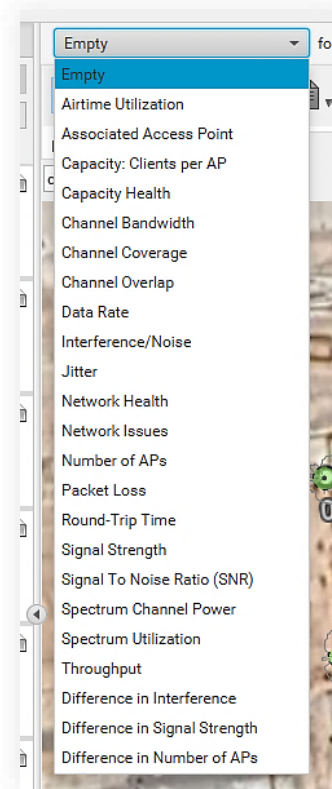 Empty
fo
Empty
Airtime Utilization
Associated Access Point
Capacity: Clients per AP
Capacity Health
Channel Bandwidth
Channel Coverage
Channel Overlap
Data Rate
Interference/Noise
Jitter
Network Health
Network Issues
Number of APs
Packet Loss
Round-Trip Time
Signal Strength
Signal To Noise Ratio (SNR)
Spectrum Channel Power
Spectrum Utilization
Throughput
Difference in Interference
Difference in Signal Strength
Difference in Number of APs